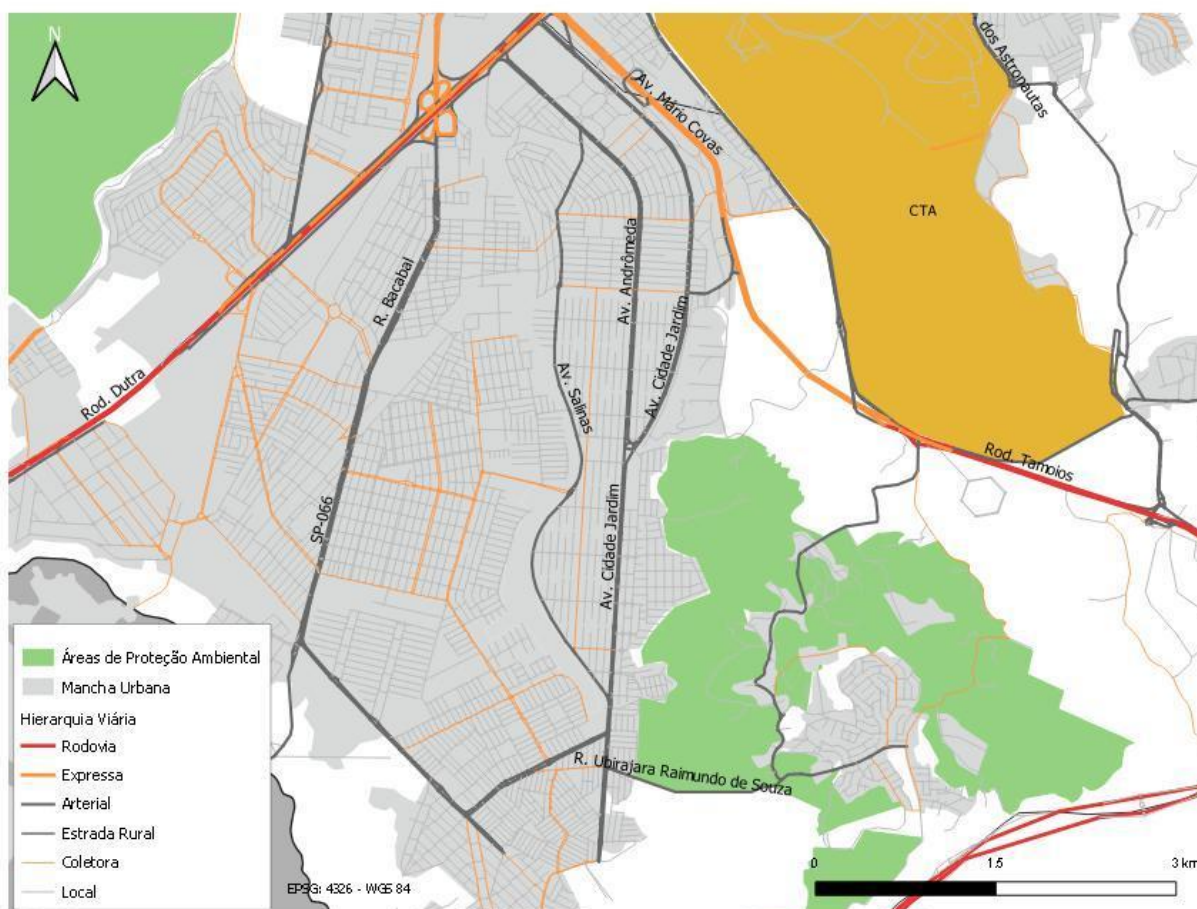 N
dos Astronautas
Av. Mário Covas
CTA
Av. Andrômeda
R. Bacabal
Av. Cidade Jardim
Av. Salinas
Rod. Dutra
Rod. Tamoios
SP-066
Av. Cidade Jardim
R. Ubirajara Raimundo de Souza
Áreas de Proteção Ambiental
Mancha Urbana
Hierarquia Viária
Rodovia
Expressa
Arterial
Estrada Rural
Coletora
Local
EPSG: 4326 - WGS 84
0 1.5 3 km